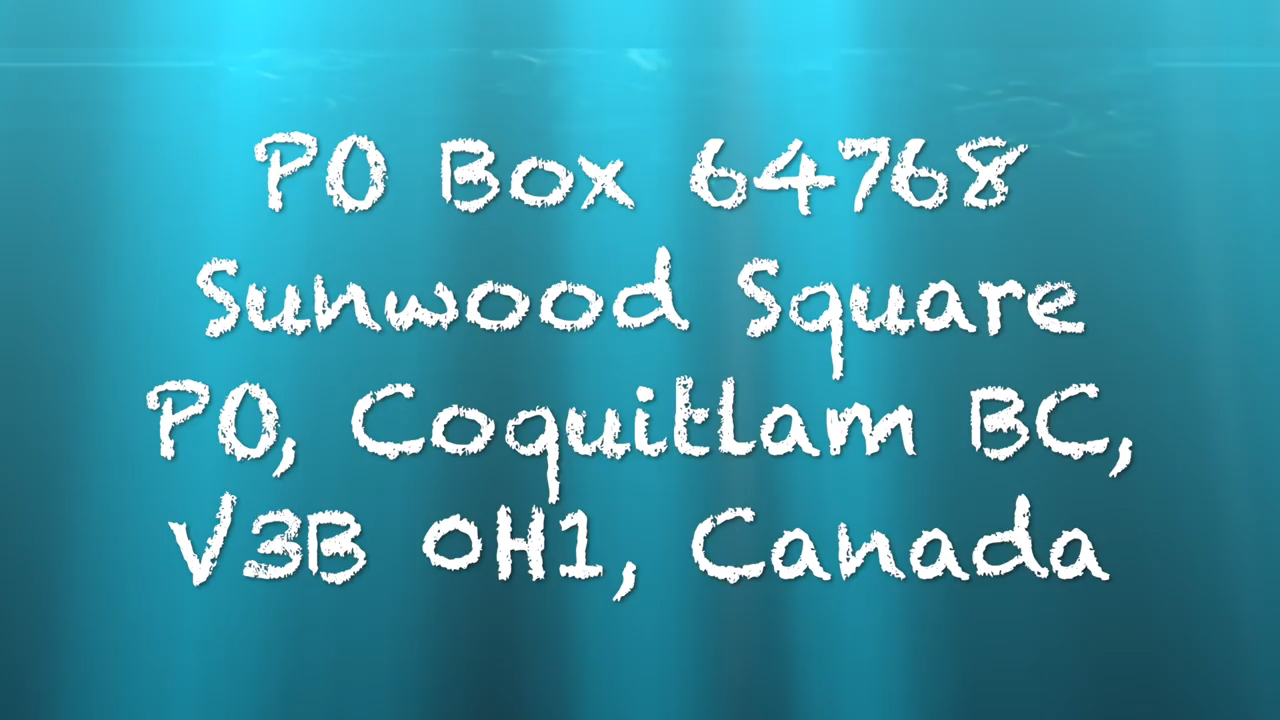 PO Box 64768
Sunwood Square
PO, Coquitlam BC,
V3B 0H1, Canada